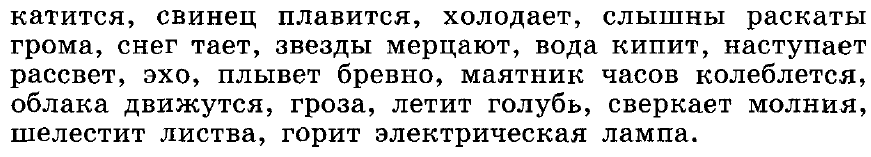 катится, свинец плавится, холодает, слышны раскаты
грома, снег тает, звезды мерцают, вода кипит, наступает
рассвет, эхо, плывет бревно, маятник часов колеблется,
облака движутся, гроза, летит голубь, сверкает молния,
шелестит листва, горит электрическая лампа.